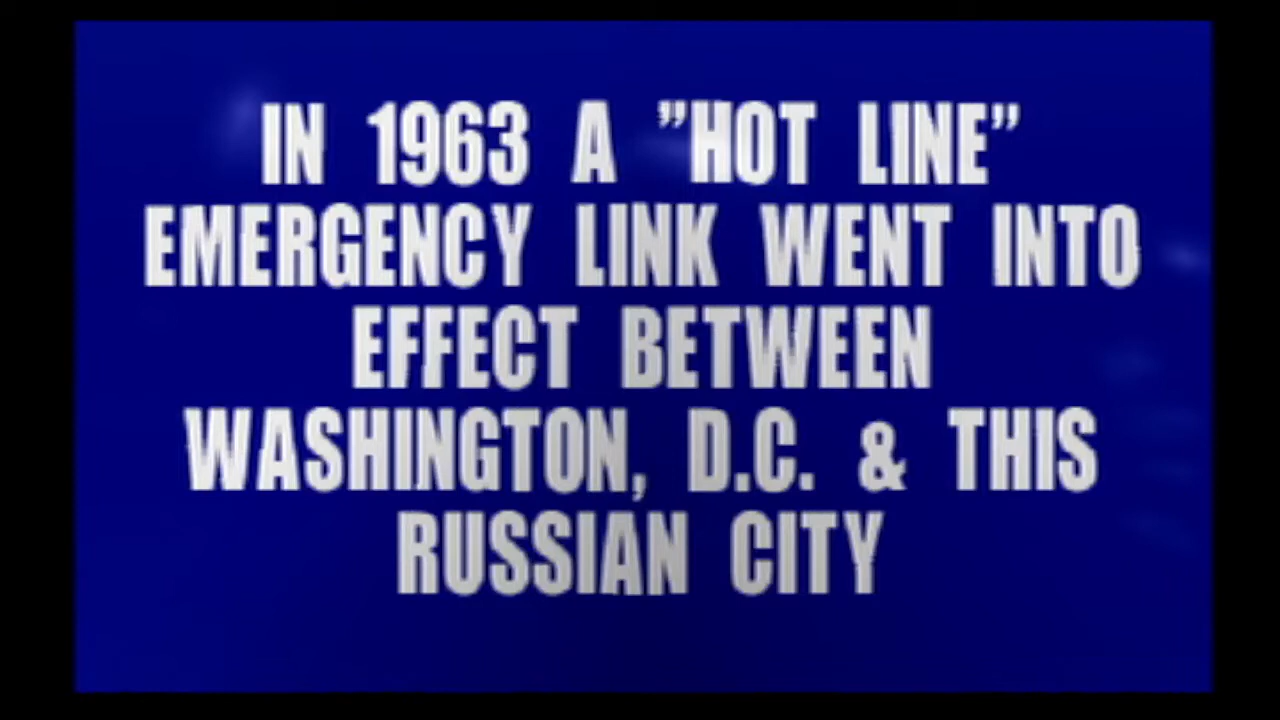 IN 1963 A "HOT LINE"
EMERGENCY LINK WENT INTO
EFFECT BETWEEN
WASHINGTON, D.C. & THIS
RUSSIAN CITY